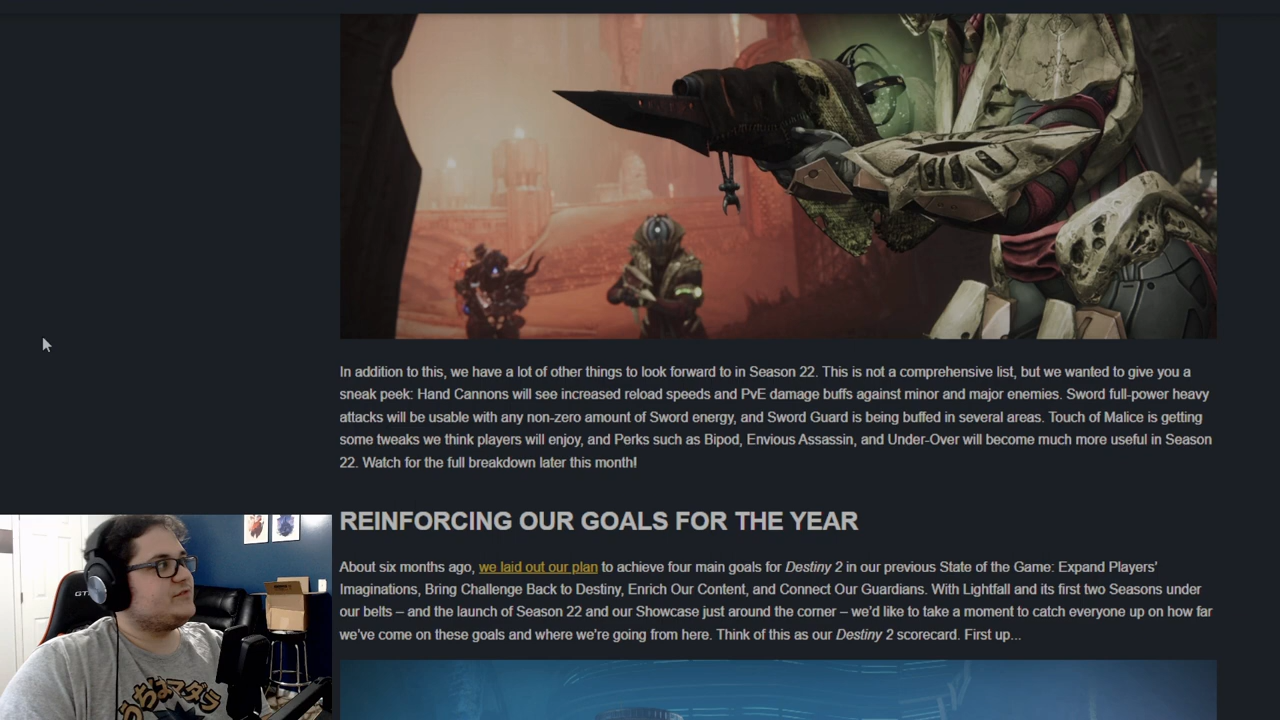 In addition to this, we have a lot of other things to look forward to in Season 22. This is not a comprehensive list, but we wanted to give you a
sneak peek: Hand Cannons will see increased reload speeds and PvE damage buffs against minor and major enemies. Sword full-power heavy
attacks will be usable with any non-zero amount of Sword energy, and Sword Guard is being buffed in several areas. Touch of Malice is getting
some tweaks we think players will enjoy, and Perks such as Bipod, Envious Assassin, and Under-Over will become much more useful in Season
22. Watch for the full breakdown later this month!
REINFORCING OUR GOALS FOR THE YEAR
About six months ago, we laid out our plan to achieve four main goals for Destiny 2 in our previous State of the Game: Expand Players'
Imaginations, Bring Challenge Back to Destiny, Enrich Our Content, and Connect Our Guardians. With Lightfall and its first two Seasons under
our belts – and the launch of Season 22 and our Showcase just around the corner – we'd like to take a moment to catch everyone up on how far
we've come on these goals and where we're going from here. Think of this as our Destiny 2 scorecard. First up...